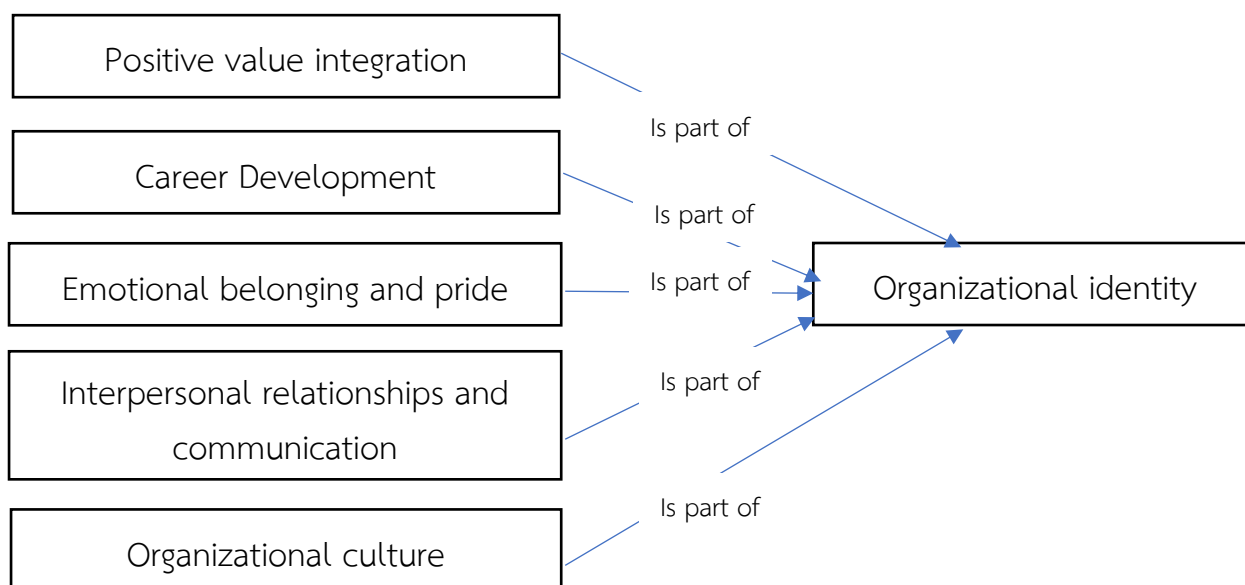 Positive value integration
Is part of
Career Development
Is part of
Emotional belonging and pride
Is part of
Organizational identity
Interpersonal relationships and
communication
Is part of
Organizational culture
Is part of